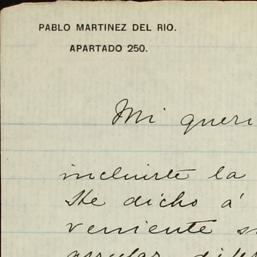 PABLO MARTINEZ DEL RIO.
APARTADO 250.
Mi queri
incluirte la
He dicho á
veniente s